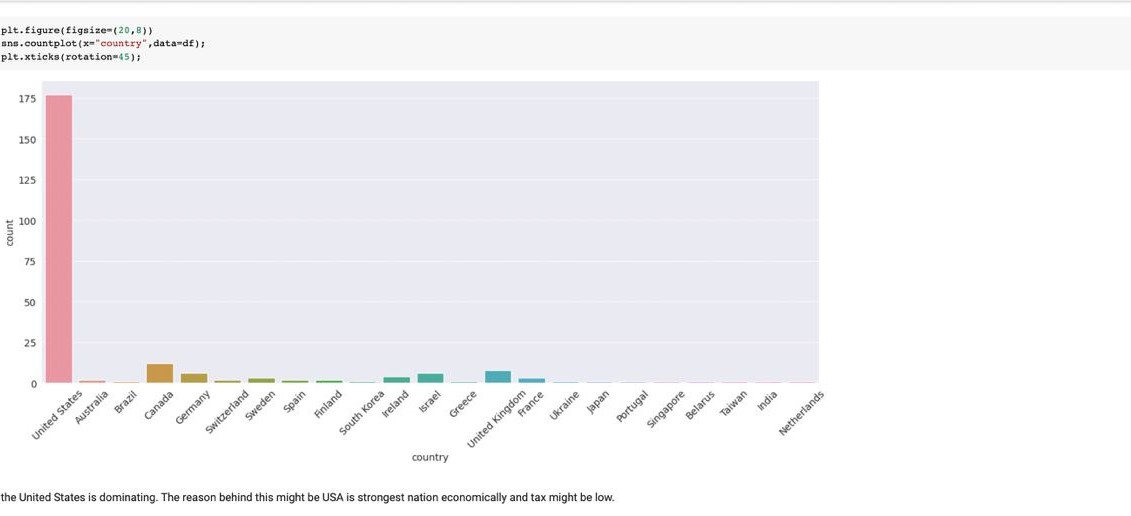 plt.figure(figsize=(20,8))
sns.countplot(x="country",data=df);
plt.xticks(rotation=45);
175
150
125
100
75
50
25
0
count
United States
Australia
Brazil
Canada
Germany
Switzerland
Sweden
Spain
Finland
South Korea
Ireland
Israel
Greece
United Kingdom
France
Ukraine
Japan
Portugal
Singapore
Belarus
Taiwan
India
Netherlands
country
the United States is dominating. The reason behind this might be USA is strongest nation economically and tax might be low.